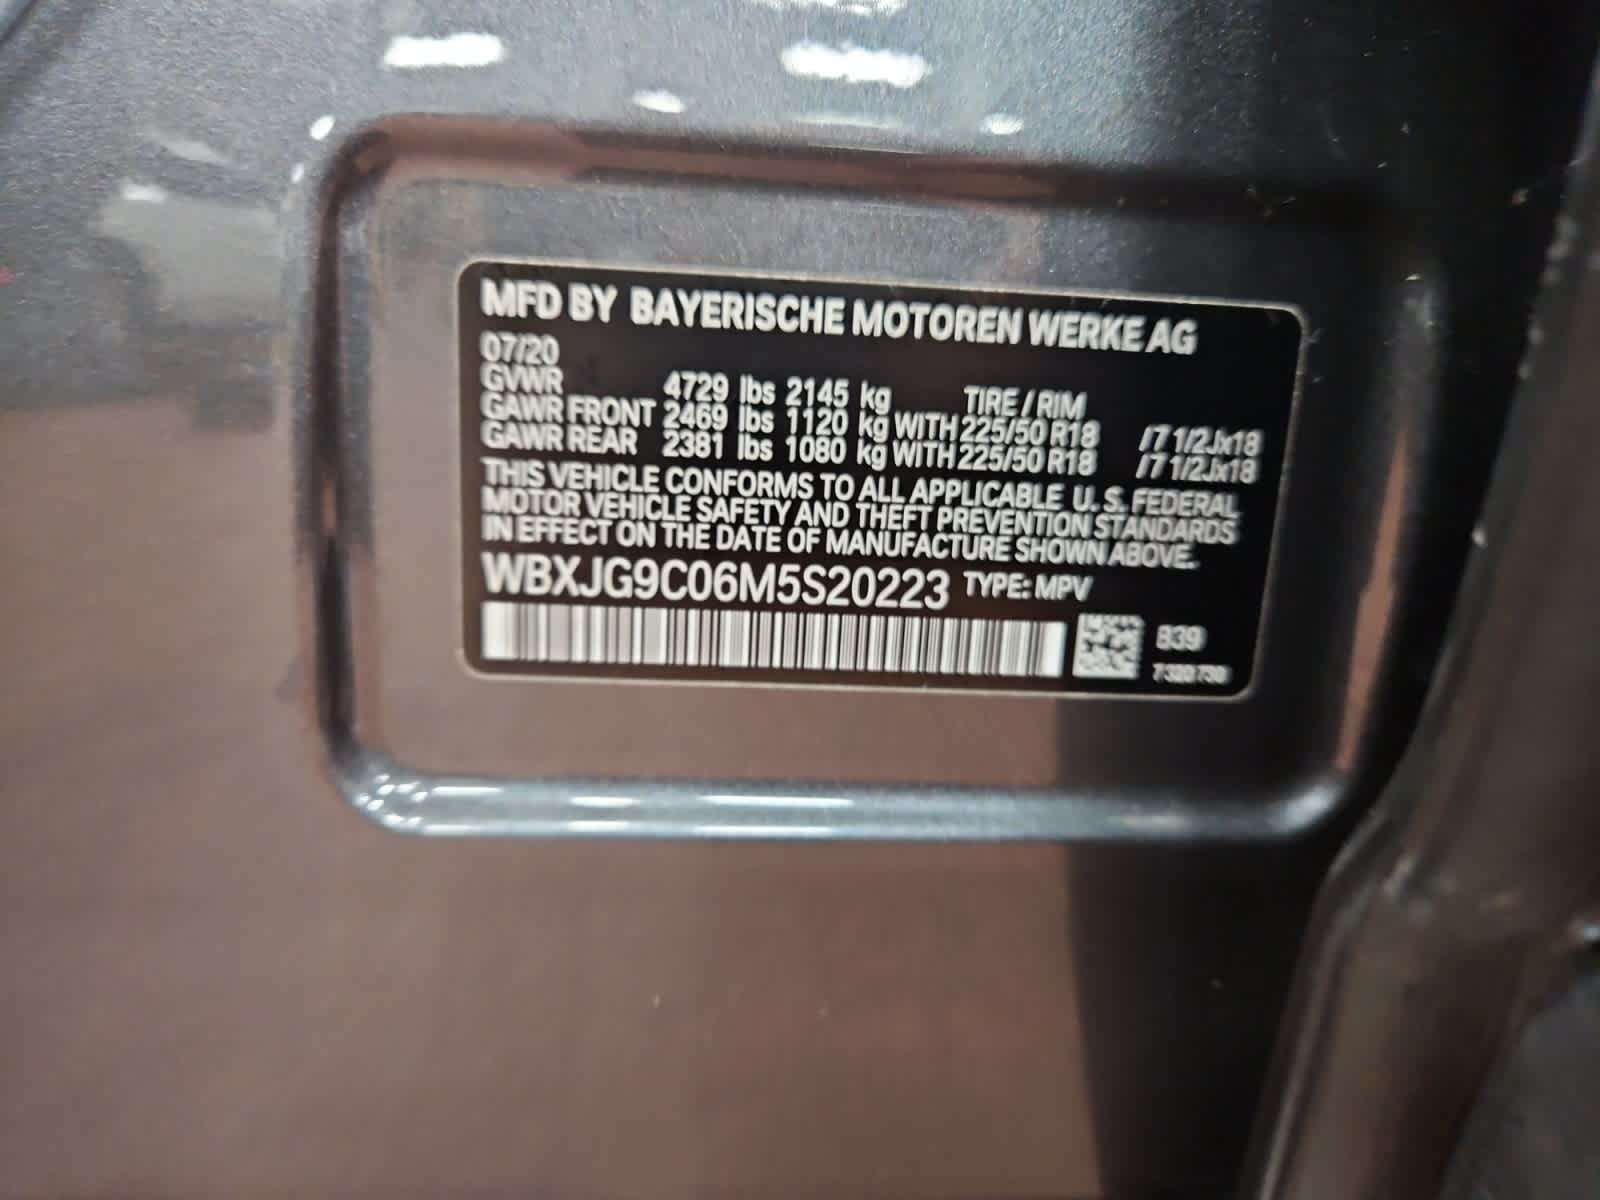 MFD BY BAYERISCHE MOTOREN WERKE AG
07/20
GVWR 4729 lbs 2145 kg TIRE / RIM
GAWR FRONT 2469 lbs 1120 kg WITH 225/50 R18 /7 1/2Jx18
GAWR REAR 2381 lbs 1080 kg WITH 225/50 R18 /7 1/2Jx18
THIS VEHICLE CONFORMS TO ALL APPLICABLE U.S. FEDERAL
MOTOR VEHICLE SAFETY AND THEFT PREVENTION STANDARDS
IN EFFECT ON THE DATE OF MANUFACTURE SHOWN ABOVE.
WBXJG9C06M5S20223 TYPE: MPV